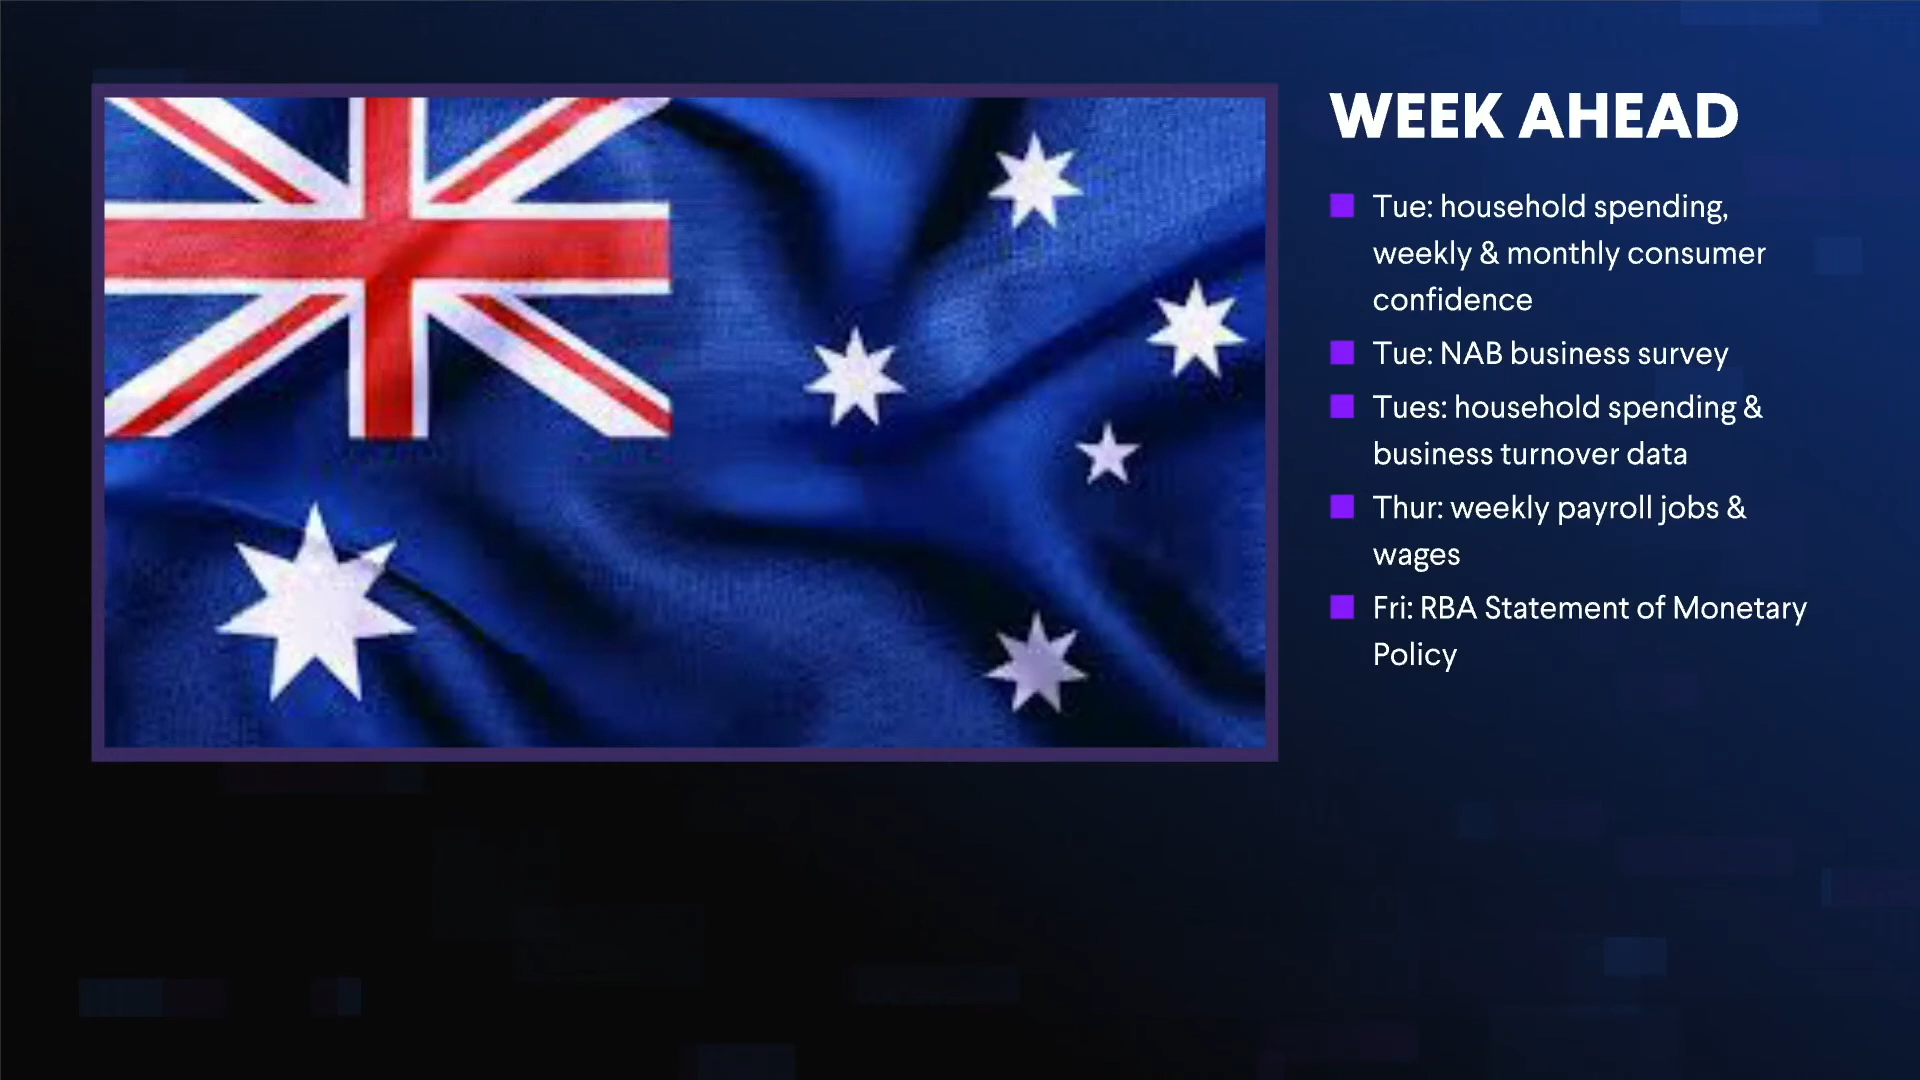 WEEK AHEAD
Tue: household spending,
weekly & monthly consumer
confidence
Tue: NAB business survey
Tues: household spending &
business turnover data
Thur: weekly payroll jobs &
wages
Fri: RBA Statement of Monetary
Policy